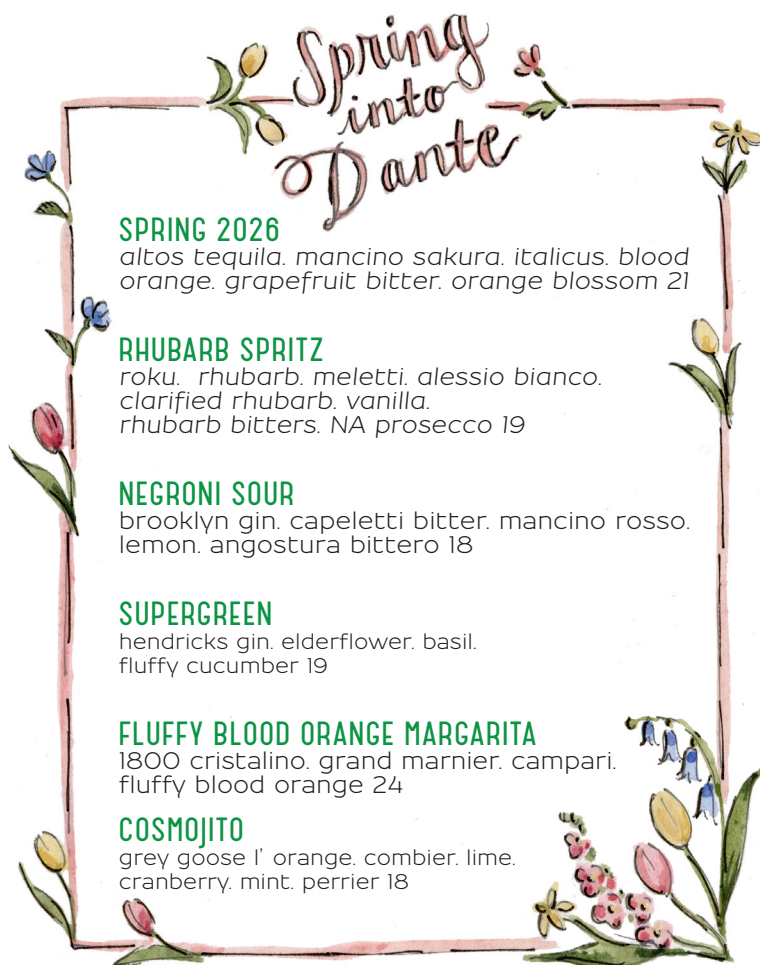 Spring
into
Dante
SPRING 2026
altos tequila. mancino sakura. italicus. blood
orange. grapefruit bitter. orange blossom 21
RHUBARB SPRITZ
roku. rhubarb. meletti. alessio bianco.
clarified rhubarb. vanilla.
rhubarb bitters. NA prosecco 19
NEGRONI SOUR
brooklyn gin. capeletti bitter. mancino rosso.
lemon. angostura bittero 18
SUPERGREEN
hendricks gin. elderflower. basil.
fluffy cucumber 19
FLUFFY BLOOD ORANGE MARGARITA
1800 cristalino. grand marnier. campari.
fluffy blood orange 24
COSMOJITO
grey goose l' orange. combier. lime.
cranberry. mint. perrier 18